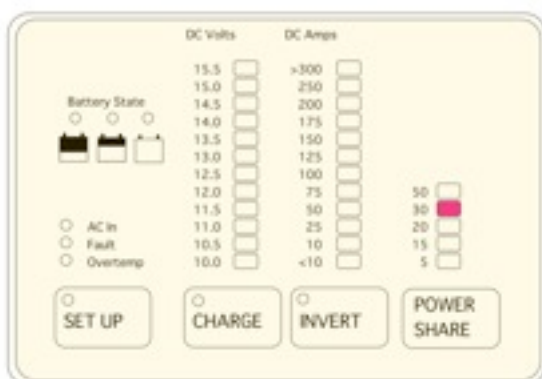 DC Volts DC Amps
15.5 >300
15.0 250
14.5 200
Battery State
14.0 175
13.5 150
13.0 125
12.5 100
12.0 75 50
11.5 50 30
AC In 11.0 25 20
Fault 10.5 10 15
Overtemp 10.0 <10 5
SET UP CHARGE INVERT POWER
SHARE